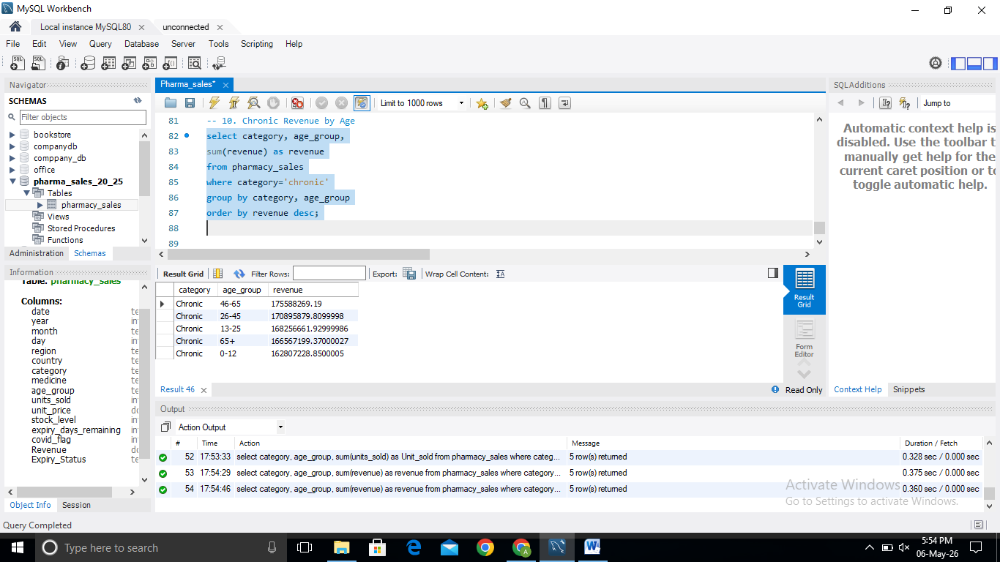 MySQL Workbench
Local instance MySQL80
unconnected
File Edit View Query Database Server Tools Scripting Help
Navigator
SCHEMAS
Filter objects
bookstore
companydb
comppany_db
office
pharma_sales_20_25
Tables
pharmacy_sales
Views
Stored Procedures
Functions
Administration Schemas
Information
Table: pharmacy_sales
Columns:
date te
year in
month te
day in
region te
country te
category te
medicine te
age_group te
units_sold in
unit_price do
stock_level in
expiry_days_remaining in
covid_flag in
Revenue do
Expiry_Status te
Object Info Session
Query Completed
Pharma_sales*
Limit to 1000 rows
81 -- 10. Chronic Revenue by Age
82 select category, age_group,
83 sum(revenue) as revenue
84 from pharmacy_sales
85 where category='chronic'
86 group by category, age_group
87 order by revenue desc;
88
89
Result Grid Filter Rows: Export: Wrap Cell Content:
category age_group revenue
Chronic 46-65 175588269.19
Chronic 26-45 170895879.8099998
Chronic 13-25 168256661.92999986
Chronic 65+ 166567199.37000027
Chronic 0-12 162807228.8500005
Result Grid
Form Editor
Result 46
Read Only
Output
Action Output
# Time Action Message Duration / Fetch
52 17:53:33 select category, age_group, sum(units_sold) as Unit_sold from pharmacy_sales where categ... 5 row(s) returned 0.328 sec / 0.000 sec
53 17:54:29 select category, age_group, sum(revenue) as revenue from pharmacy_sales where category... 5 row(s) returned 0.375 sec / 0.000 sec
54 17:54:46 select category, age_group, sum(revenue) as revenue from pharmacy_sales where category... 5 row(s) returned 0.360 sec / 0.000 sec
SQLAdditions
Jump to
Automatic context help is
disabled. Use the toolbar t
manually get help for the
current caret position or to
toggle automatic help.
Context Help Snippets
Activate Windows
Go to Settings to activate Windows.
Type here to search
5:54 PM
06-May-26